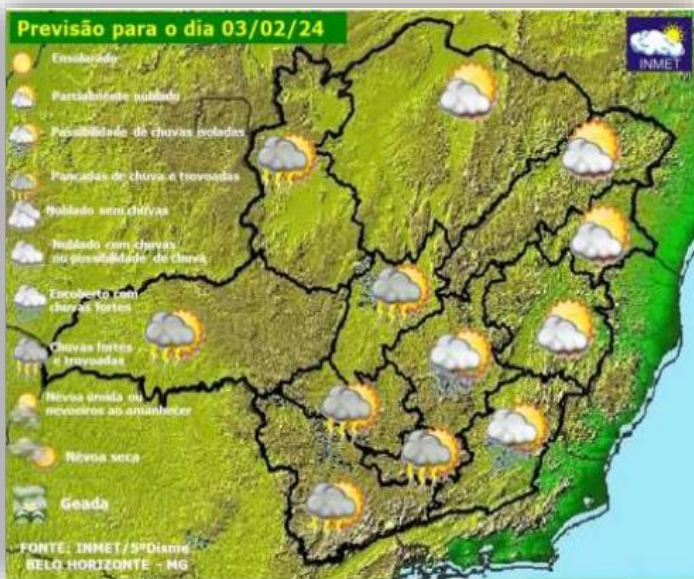 Previsão para o dia 03/02/24
INMET
Ensolarado
Parcialmente nublado
Possibilidade de chuvas isoladas
Pancadas de chuva e trovoadas
Nublado sem chuvas
Nublado com chuvas
ou possibilidade de chuva
Encoberto com
chuvas fortes
Chuvas fortes
e trovoadas
Névoa úmida ou
nevoeiros ao amanhecer
Névoa seca
Geada
FONTE: INMET/5ºDisme
BELO HORIZONTE - MG